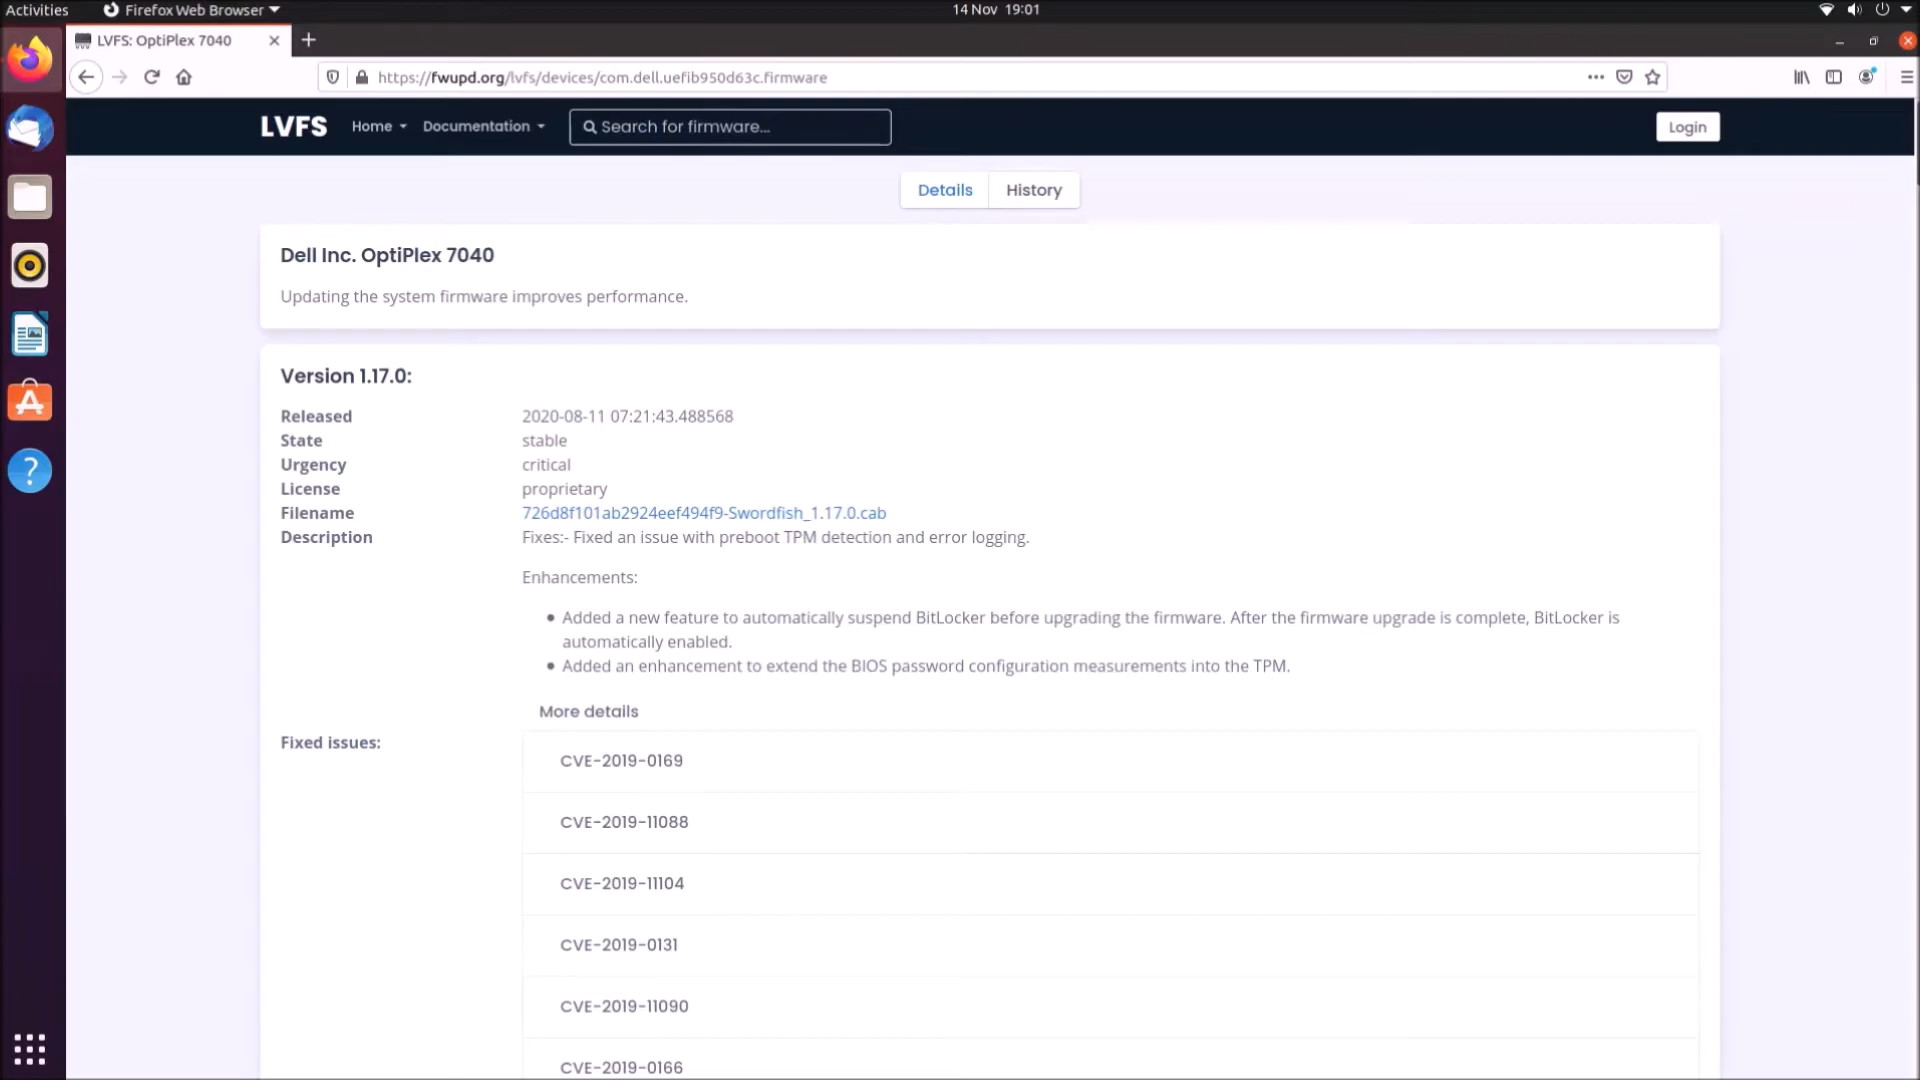 Activities
Firefox Web Browser
14 Nov 19:01
LVFS: OptiPlex 7040
https://fwupd.org/lvfs/devices/com.dell.uefib950d63c.firmware
LVFS
Home
Documentation
Search for firmware...
Login
Details
History
Dell Inc. OptiPlex 7040
Updating the system firmware improves performance.
Version 1.17.0:
Released 2020-08-11 07:21:43.488568
State stable
Urgency critical
License proprietary
Filename 726d8f101ab2924eef494f9-Swordfish_1.17.0.cab
Description Fixes:- Fixed an issue with preboot TPM detection and error logging.
Enhancements:
• Added a new feature to automatically suspend BitLocker before upgrading the firmware. After the firmware upgrade is complete, BitLocker is
automatically enabled.
• Added an enhancement to extend the BIOS password configuration measurements into the TPM.
More details
Fixed issues:
CVE-2019-0169
CVE-2019-11088
CVE-2019-11104
CVE-2019-0131
CVE-2019-11090
CVE-2019-0166